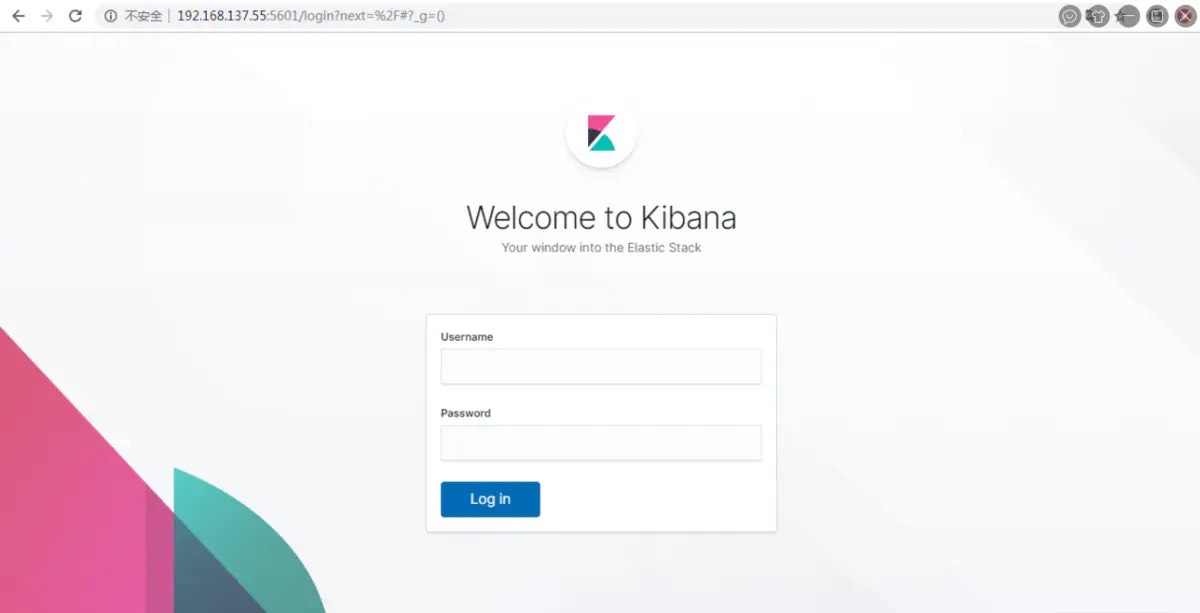 不安全 192.168.137.55:5601/login?next=%2F#?_g=()
Welcome to Kibana
Your window into the Elastic Stack
Username
Password
Log in